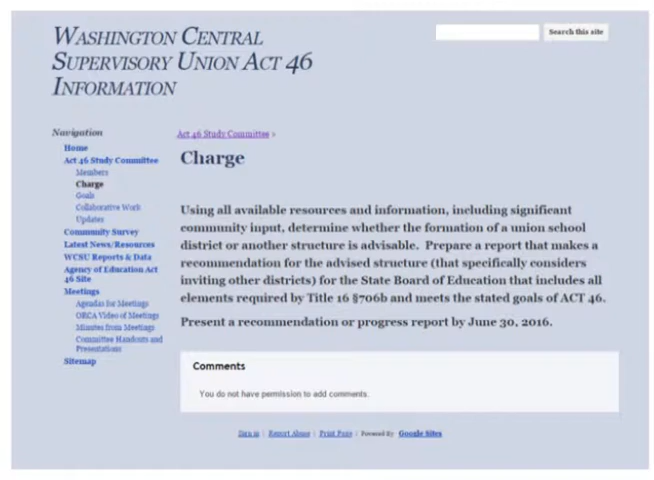 WASHINGTON CENTRAL
SUPERVISORY UNION ACT 46
INFORMATION
Search this site
Navigation
Home
Act 46 Study Committee
Members
Charge
Goals
Collaborative Work
Updates
Community Survey
Latest News/Resources
WCSU Reports & Data
Agency of Education Act
46 Site
Meetings
Agendas for Meetings
ORCA Video of Meetings
Minutes from Meetings
Committee Handouts and
Presentations
Sitemap
Act 46 Study Committee >
Charge
Using all available resources and information, including significant
community input, determine whether the formation of a union school
district or another structure is advisable. Prepare a report that makes a
recommendation for the advised structure (that specifically considers
inviting other districts) for the State Board of Education that includes all
elements required by Title 16 §706b and meets the stated goals of ACT 46.
Present a recommendation or progress report by June 30, 2016.
Comments
You do not have permission to add comments.
Sign in | Report Abuse | Print Page | Powered By Google Sites